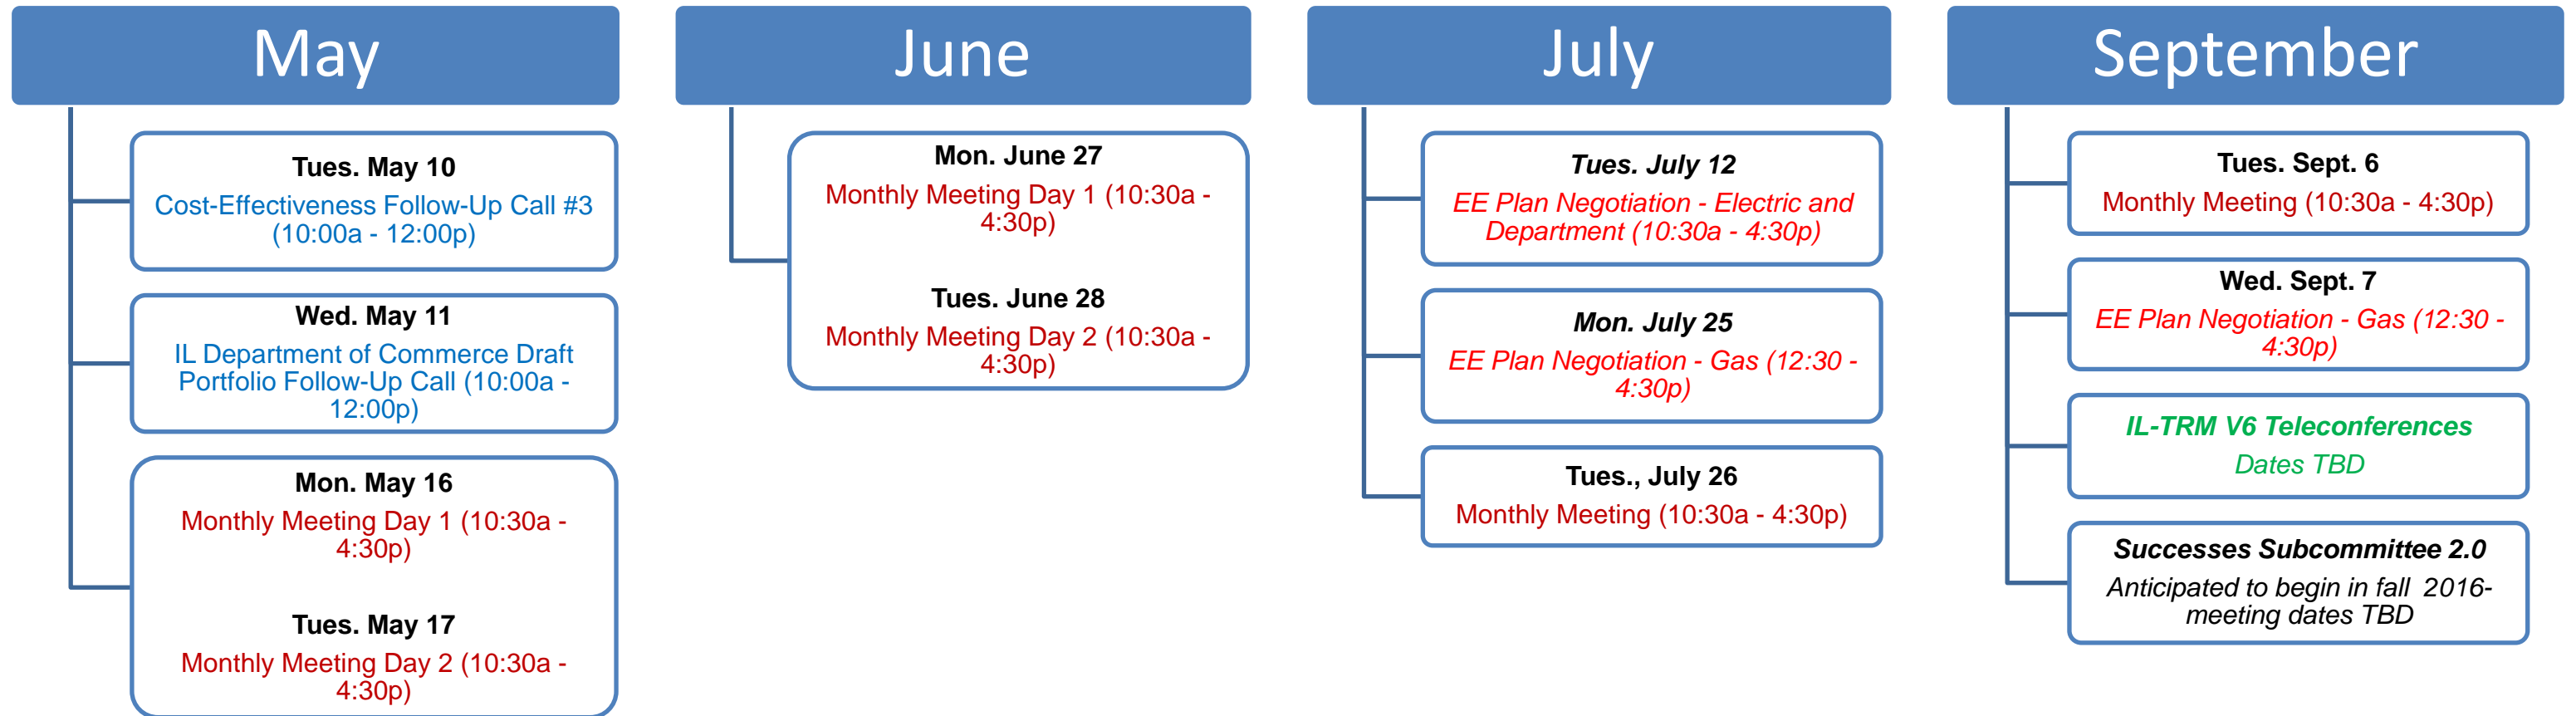 May
Tues. May 10
Cost-Effectiveness Follow-Up Call #3
(10:00a - 12:00p)
Wed. May 11
IL Department of Commerce Draft
Portfolio Follow-Up Call (10:00a -
12:00p)
Mon. May 16
Monthly Meeting Day 1 (10:30a -
4:30p)
Tues. May 17
Monthly Meeting Day 2 (10:30a -
4:30p)
June
Mon. June 27
Monthly Meeting Day 1 (10:30a -
4:30p)
Tues. June 28
Monthly Meeting Day 2 (10:30a -
4:30p)
July
Tues. July 12
EE Plan Negotiation - Electric and
Department (10:30a - 4:30p)
Mon. July 25
EE Plan Negotiation - Gas (12:30 -
4:30p)
Tues., July 26
Monthly Meeting (10:30a - 4:30p)
September
Tues. Sept. 6
Monthly Meeting (10:30a - 4:30p)
Wed. Sept. 7
EE Plan Negotiation - Gas (12:30 -
4:30p)
IL-TRM V6 Teleconferences
Dates TBD
Successes Subcommittee 2.0
Anticipated to begin in fall  2016-
meeting dates TBD